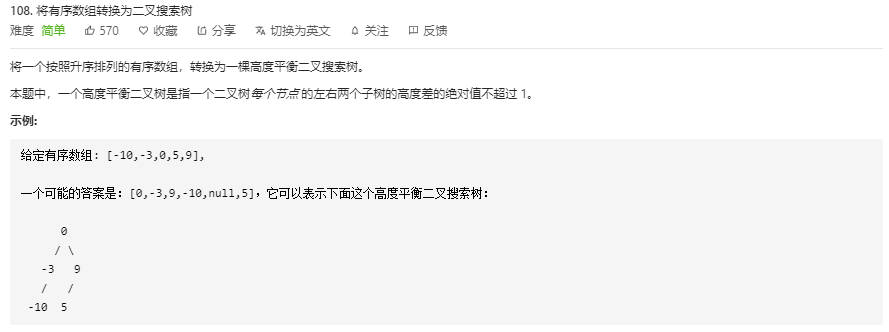 108. 将有序数组转换为二叉搜索树
难度 简单 570 收藏 分享 切换为英文 关注 反馈
将一个按照升序排列的有序数组，转换为一棵高度平衡二叉搜索树。
本题中，一个高度平衡二叉树是指一个二叉树每个节点 的左右两个子树的高度差的绝对值不超过 1。
示例:
给定有序数组: [-10,-3,0,5,9],
一个可能的答案是：[0,-3,9,-10,null,5]，它可以表示下面这个高度平衡二叉搜索树：
0
/ \
-3 9
/ /
-10 5